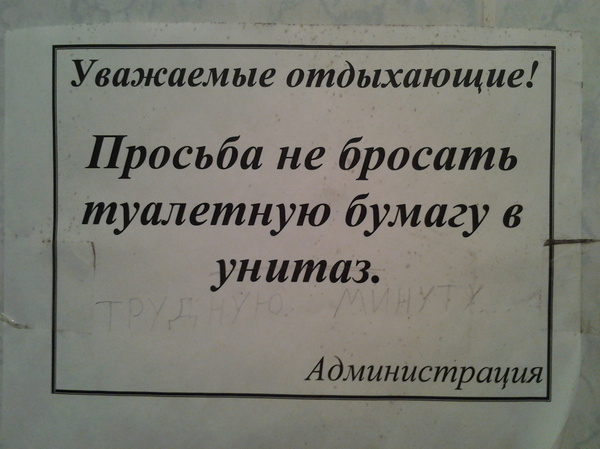 Уважаемые отдыхающие!
Просьба не бросать
туалетную бумагу в
унитаз.
ТРУДНУЮ МИНУТУ
Администрация